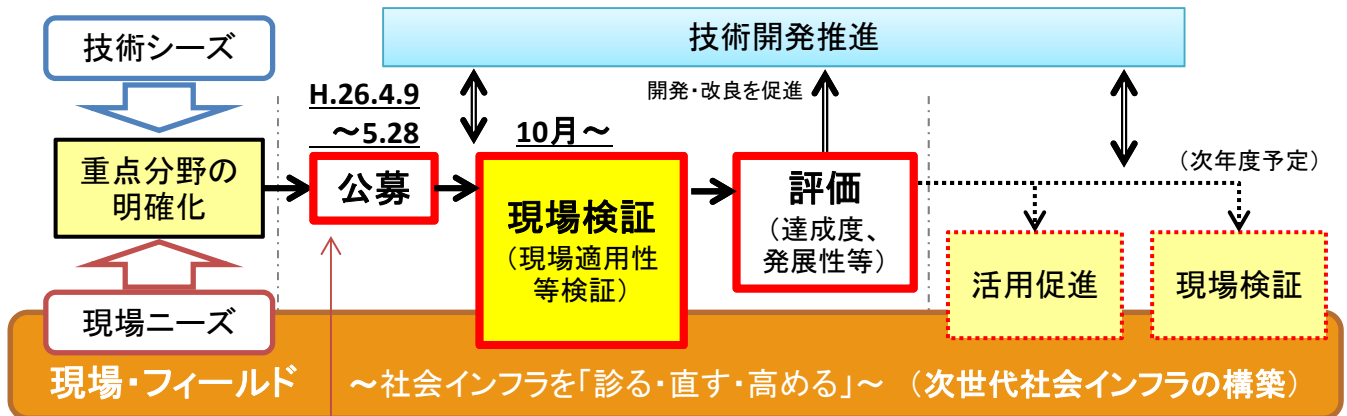 技術シーズ
技術開発推進
H.26.4.9
～5.28
開発・改良を促進
10月～
重点分野の
明確化
公募
現場検証
（現場適用性
等検証）
評価
（達成度、
発展性等）
（次年度予定）
活用促進
現場検証
現場ニーズ
現場・フィールド ～社会インフラを「診る・直す・高める」～ （次世代社会インフラの構築）